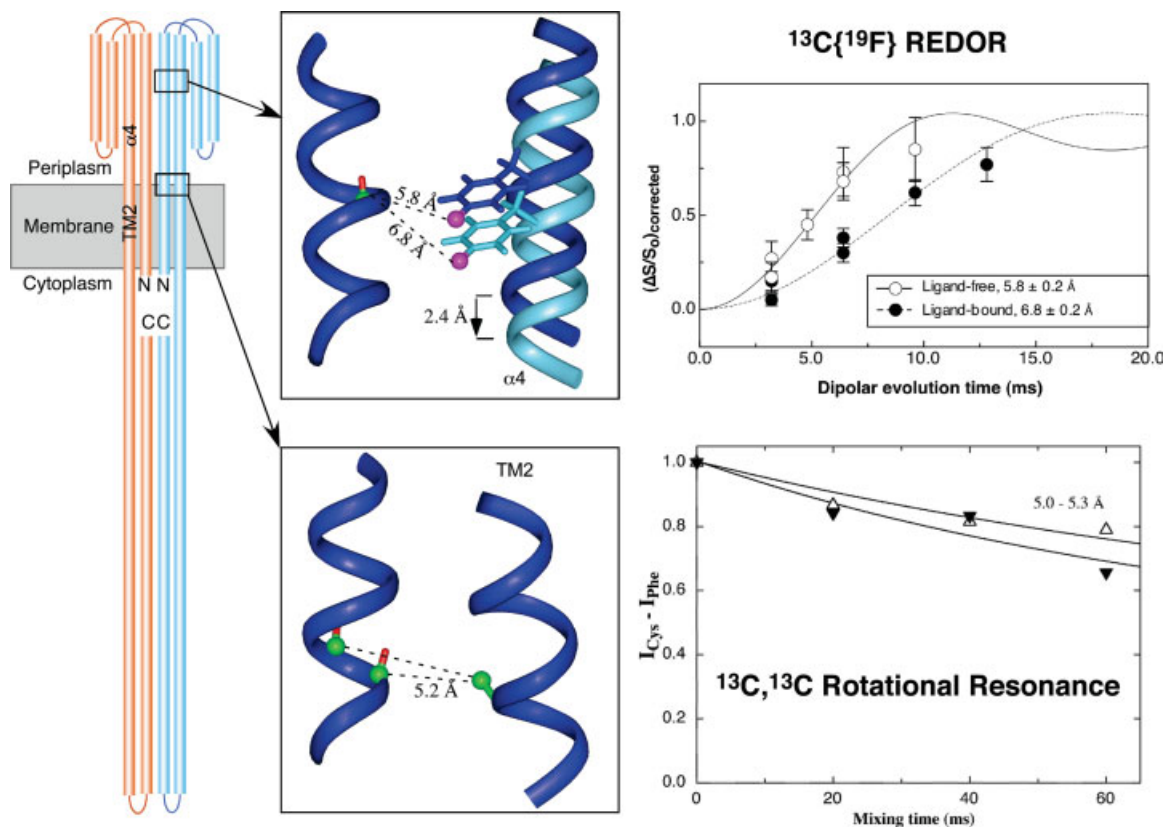 α4
Periplasm
Membrane
TM2
Cytoplasm
N N
CC
5.8 Å
6.8 Å
2.4 Å
α4
TM2
5.2 Å
¹³C{¹⁹F} REDOR
(ΔS/S₀)corrected
1.0
0.5
0.0
Ligand-free, 5.8 ± 0.2 Å
Ligand-bound, 6.8 ± 0.2 Å
0.0 5.0 10.0 15.0 20.0
Dipolar evolution time (ms)
I_Cys - I_Phe
1.0
0.8
0.6
0.4
0.2
0.0
5.0 - 5.3 Å
¹³C,¹³C Rotational Resonance
0 20 40 60
Mixing time (ms)